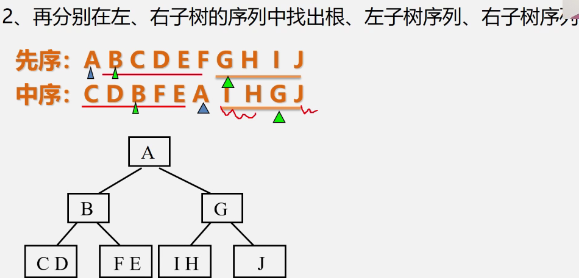 2、再分别在左、右子树的序列中找出根、左子树序列、右子树序列
先序：A B C D E F G H I J
中序：C D B F E A I H G J
A
B G
C D F E I H J